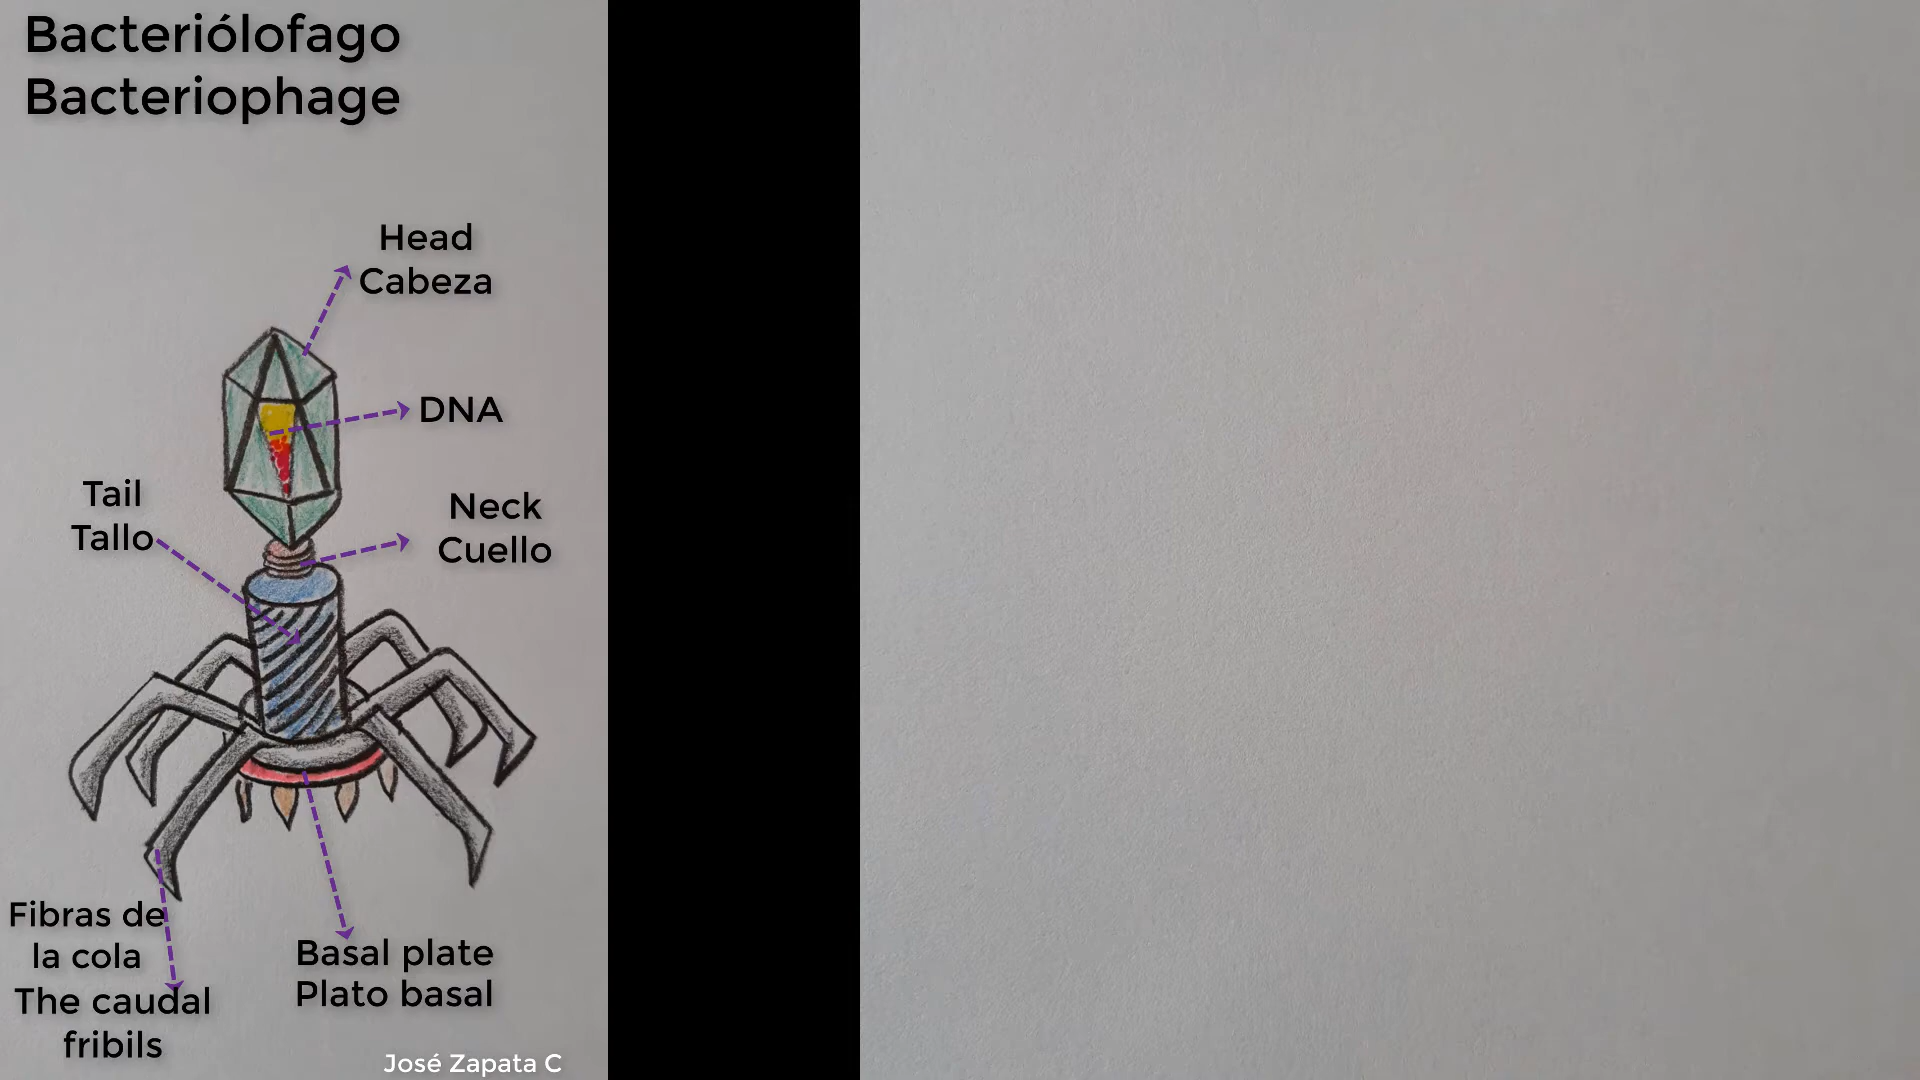 Bacteriólofago
Bacteriophage
Head
Cabeza
DNA
Tail
Tallo
Neck
Cuello
Fibras de
la cola
The caudal
fribils
Basal plate
Plato basal
José Zapata C